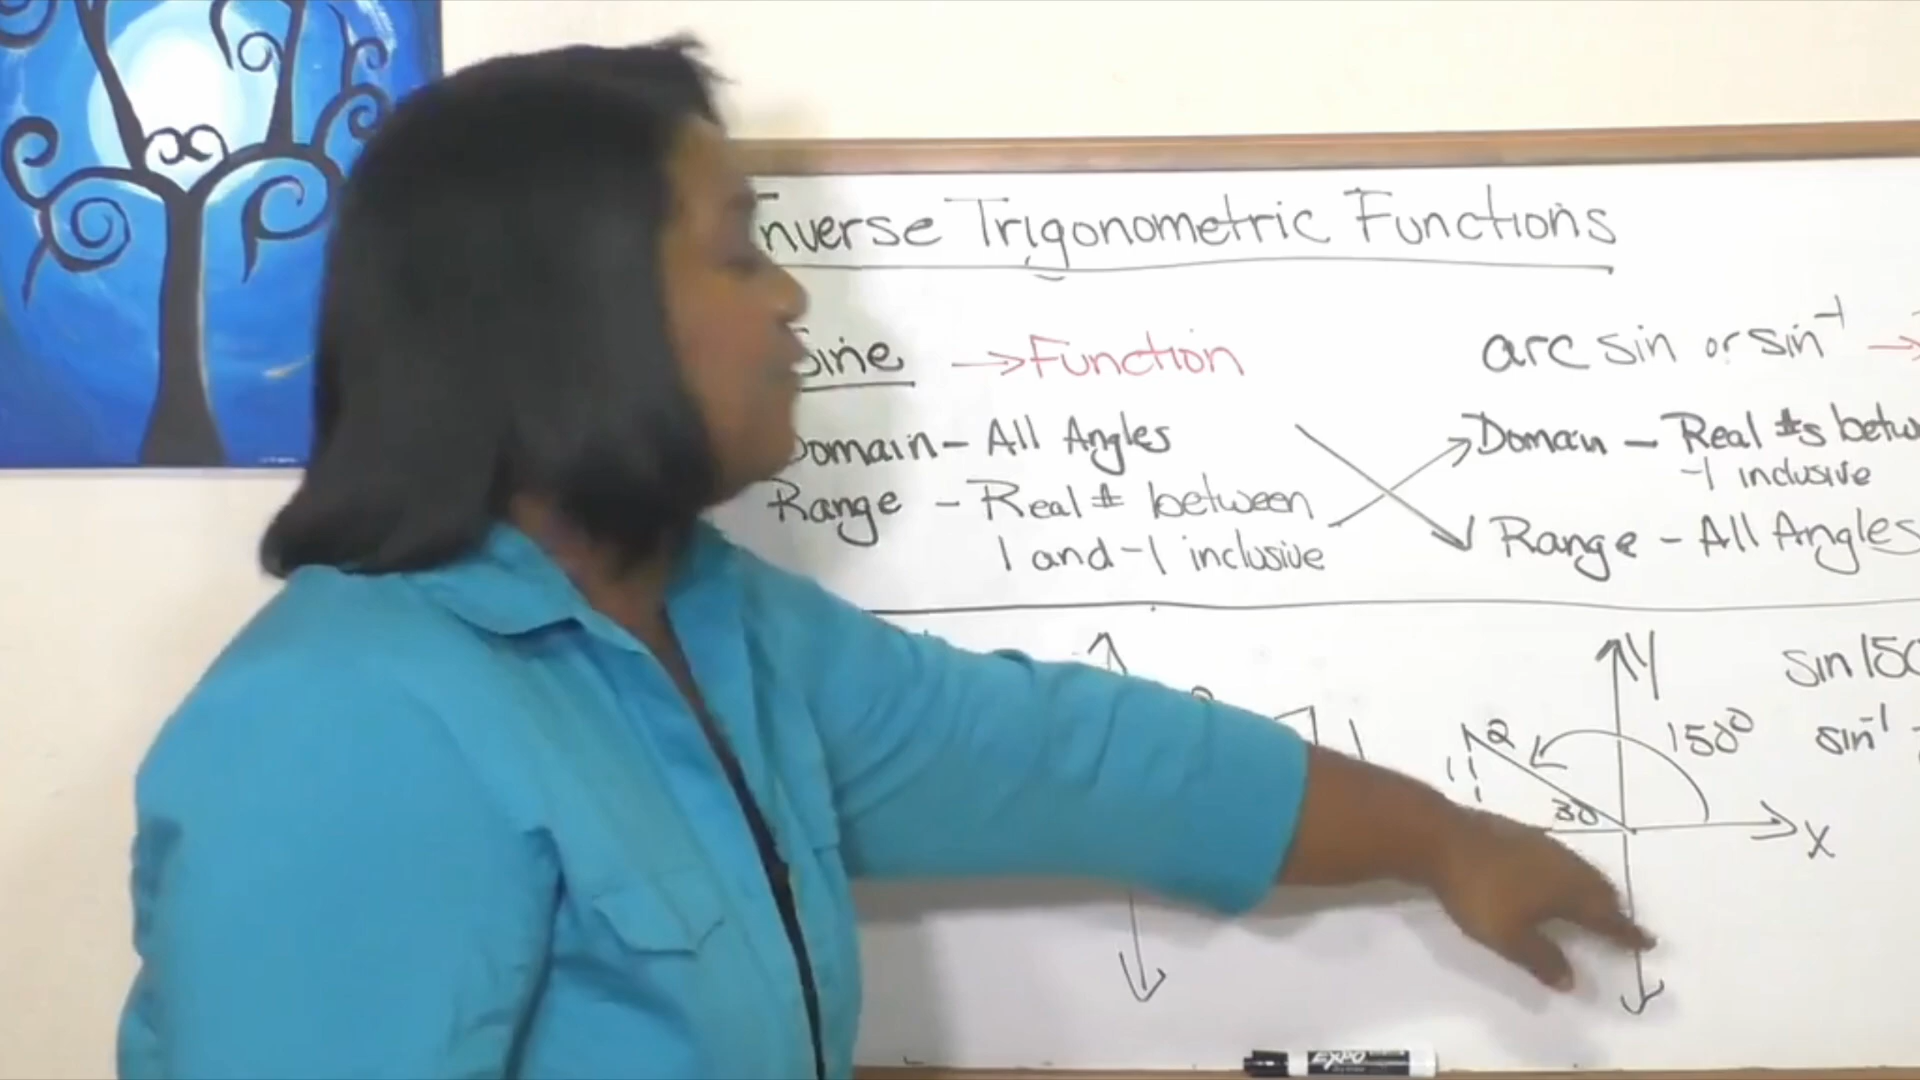 Inverse Trigonometric Functions
Sine → Function
Domain - All Angles
Range - Real # between
1 and -1 inclusive
arc sin or sin⁻¹ →
Domain - Real #s betw
-1 inclusive
Range - All Angles
2
150°
30
1
Y
X
sin 150
sin⁻¹
EXPO